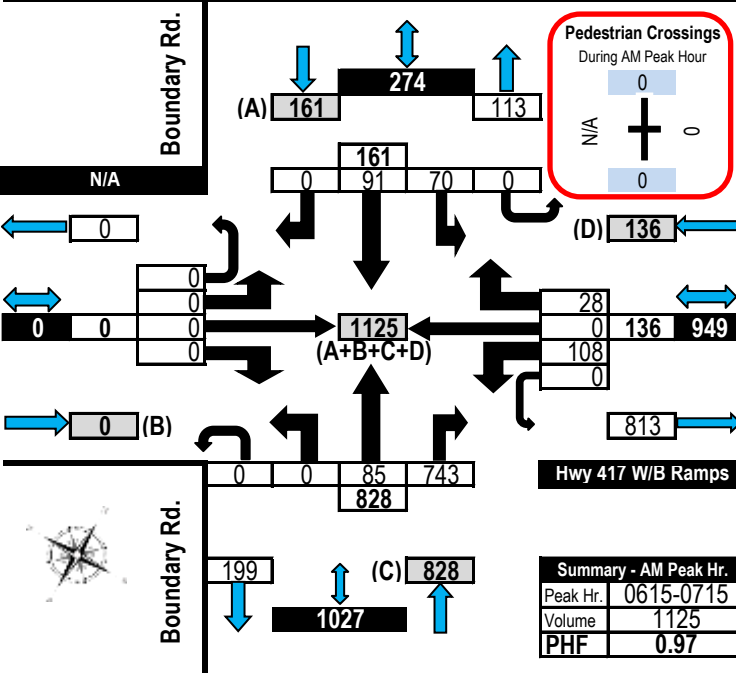 Boundary Rd.
274
(A) 161
113
Pedestrian Crossings
During AM Peak Hour
0
N/A
0
0
N/A
161
0 91 70 0
0
(D) 136
0
0
0
0
0 0
1125
(A+B+C+D)
28
0
108
0
136 949
0 (B)
813
0 0 85 743
828
Hwy 417 W/B Ramps
Boundary Rd.
199
(C) 828
1027
Summary - AM Peak Hr.
Peak Hr. 0615-0715
Volume 1125
PHF 0.97